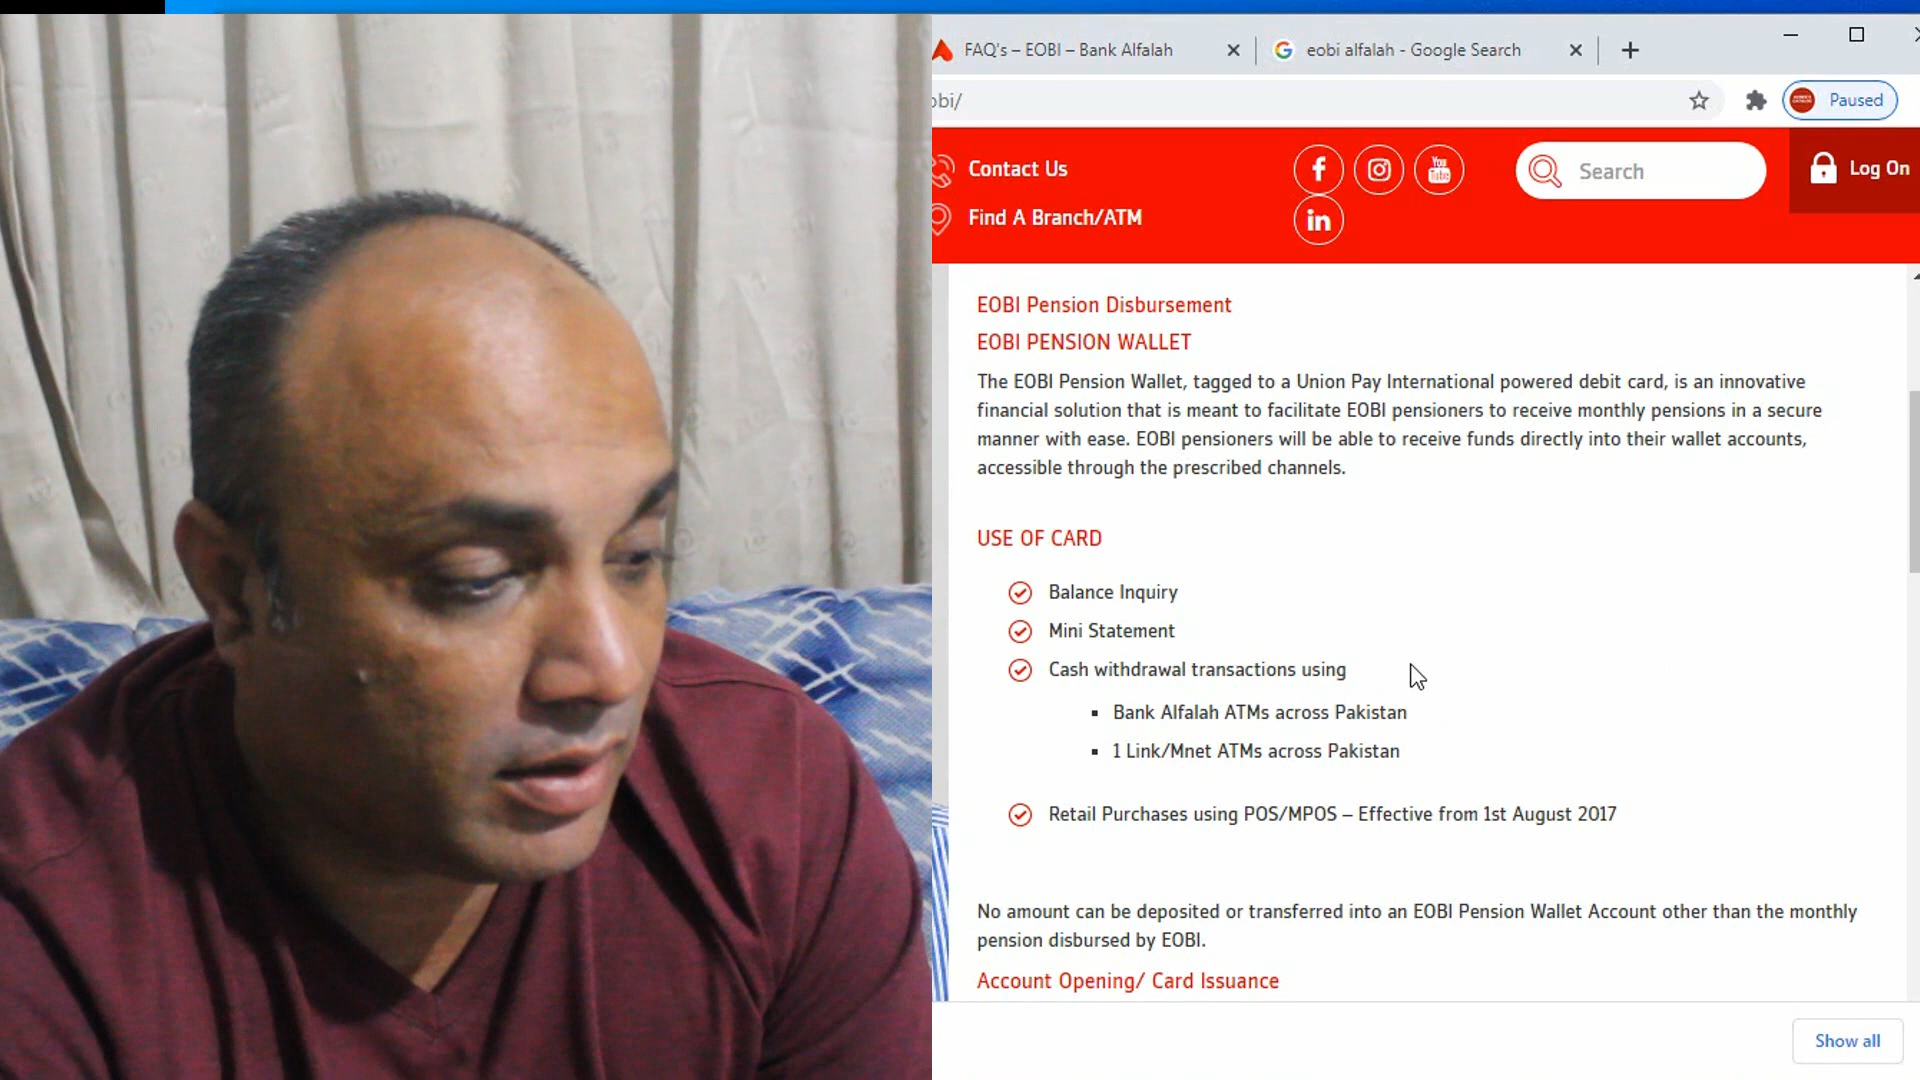 FAQ's – EOBI – Bank Alfalah
eobi alfalah - Google Search
obi/
Paused
Contact Us
Find A Branch/ATM
You
Tube
in
Search
Log On
EOBI Pension Disbursement
EOBI PENSION WALLET
The EOBI Pension Wallet, tagged to a Union Pay International powered debit card, is an innovative
financial solution that is meant to facilitate EOBI pensioners to receive monthly pensions in a secure
manner with ease. EOBI pensioners will be able to receive funds directly into their wallet accounts,
accessible through the prescribed channels.
USE OF CARD
Balance Inquiry
Mini Statement
Cash withdrawal transactions using
Bank Alfalah ATMs across Pakistan
1 Link/Mnet ATMs across Pakistan
Retail Purchases using POS/MPOS – Effective from 1st August 2017
No amount can be deposited or transferred into an EOBI Pension Wallet Account other than the monthly
pension disbursed by EOBI.
Account Opening/ Card Issuance
Show all